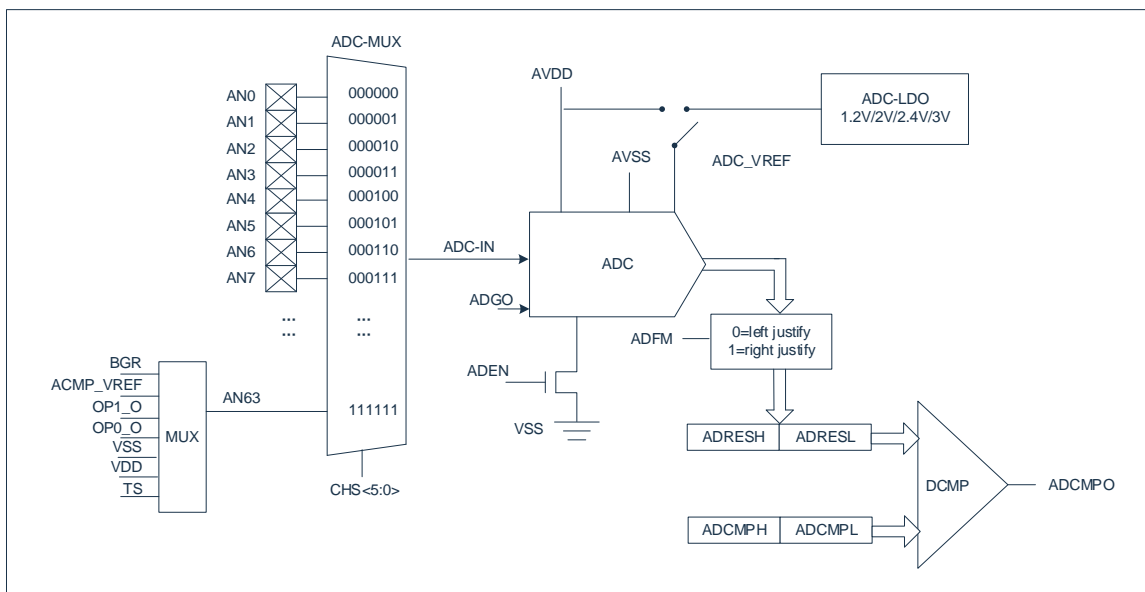 ADC-MUX
AN0
000000
AN1
000001
AN2
000010
AN3
000011
AN4
000100
AN5
000101
AN6
000110
AN7
000111
... ...
... ...
BGR
ACMP_VREF
OP1_O
OP0_O
VSS
VDD
TS
MUX
AN63
111111
CHS<5:0>
AVDD
ADC-LDO
1.2V/2V/2.4V/3V
AVSS
ADC_VREF
ADC-IN
ADC
ADGO
ADEN
VSS
ADFM
0=left justify
1=right justify
ADRESH
ADRESL
DCMP
ADCMPO
ADCMPH
ADCMPL